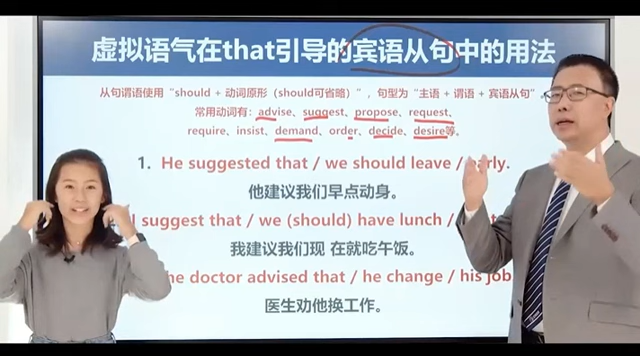 虚拟语气在that引导的宾语从句中的用法
从句谓语使用“should + 动词原形（should可省略）”，句型为“主语 + 谓语 + 宾语从句”
常用动词有：advise、suggest、propose、request、
require、insist、demand、order、decide、desire等。
1. He suggested that / we should leave / early.
他建议我们早点动身。
I suggest that / we (should) have lunch /
我建议我们现 在就吃午饭。
he doctor advised that / he change / his job
医生劝他换工作。